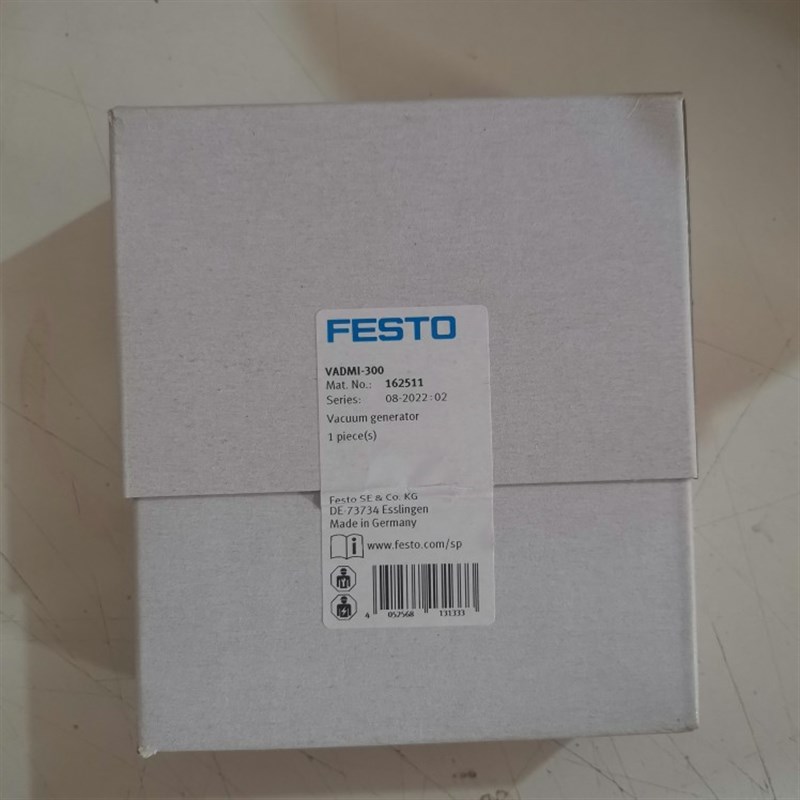 FESTO
VADMI-300
Mat. No.: 162511
Series: 08-2022:02
Vacuum generator
1 piece(s)
Festo SE & Co. KG
DE-73734 Esslingen
Made in Germany
www.festo.com/sp
4 052568 131333